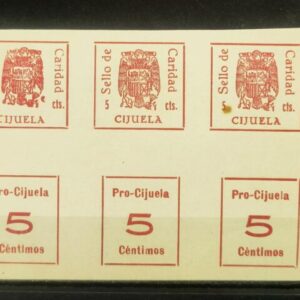 Sello de Caridad
cts.
CIJUELA
Sello de Caridad
5 cts.
CIJUELA
Sello de Caridad
5 cts.
CIJUELA
Pro-Cijuela
5
Céntimos
Pro-Cijuela
5
Céntimos
Pro-Cijuela
5
Céntimos